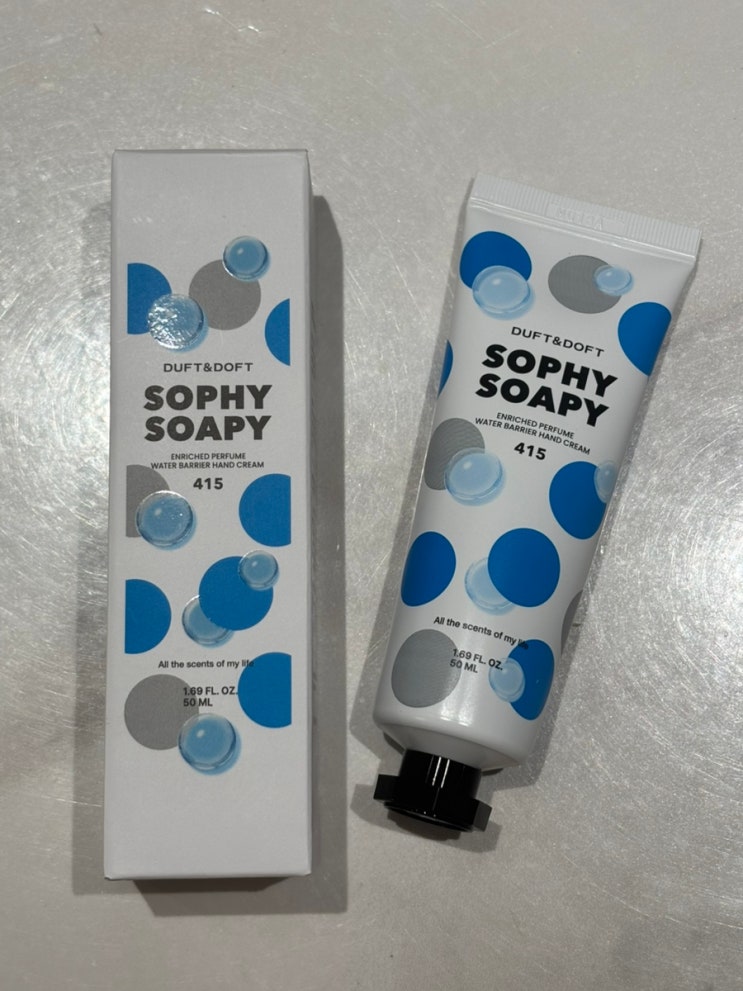 DUFT&DOFT
SOPHY
SOAPY
ENRICHED PERFUME
WATER BARRIER HAND CREAM
415
All the scents of my life
1.69 FL. OZ.
50 ML
DUFT&DOFT
SOPHY
SOAPY
ENRICHED PERFUME
WATER BARRIER HAND CREAM
415
All the scents of my life
1.69 FL. OZ.
50 ML